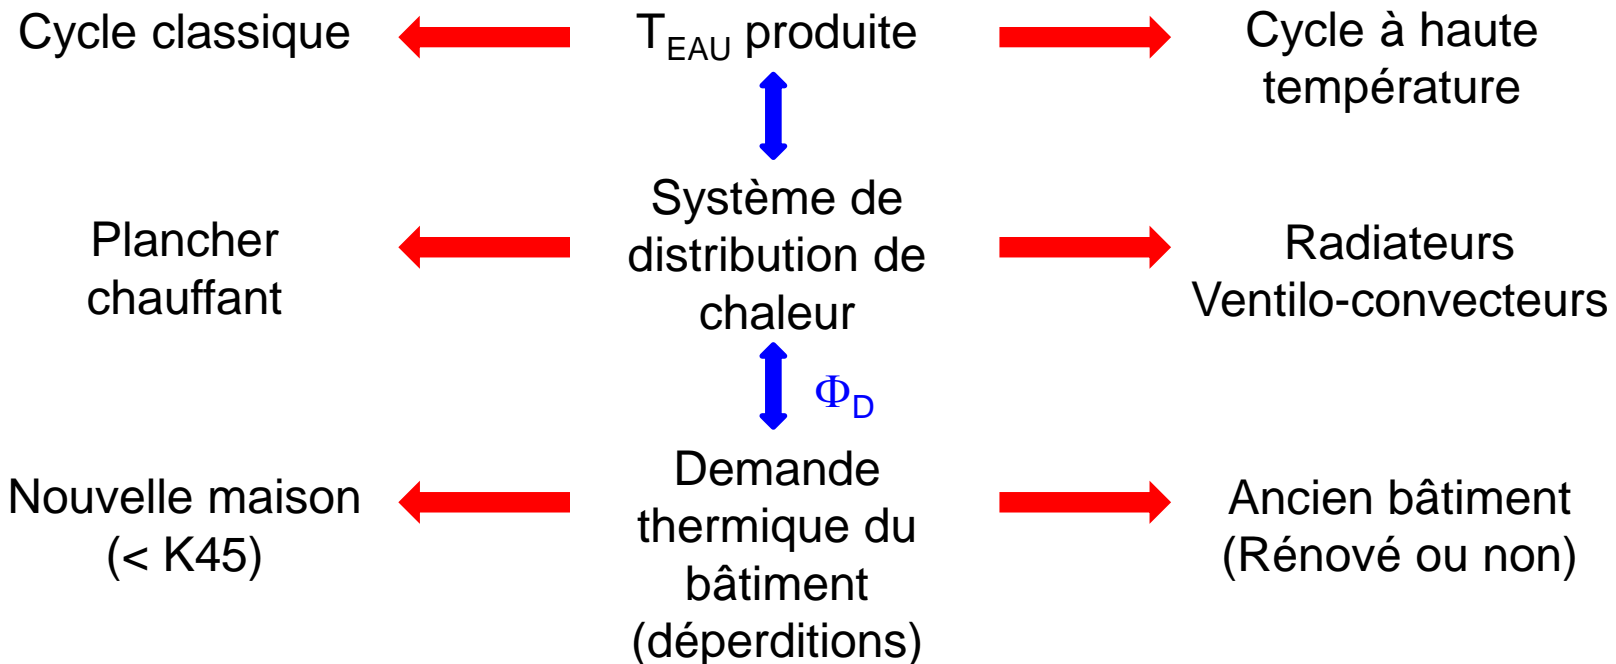 Cycle classique
T_EAU produite
Cycle à haute
température
Plancher
chauffant
Système de
distribution de
chaleur
Radiateurs
Ventilo-convecteurs
Φ_D
Nouvelle maison
(< K45)
Demande
thermique du
bâtiment
(déperditions)
Ancien bâtiment
(Rénové ou non)